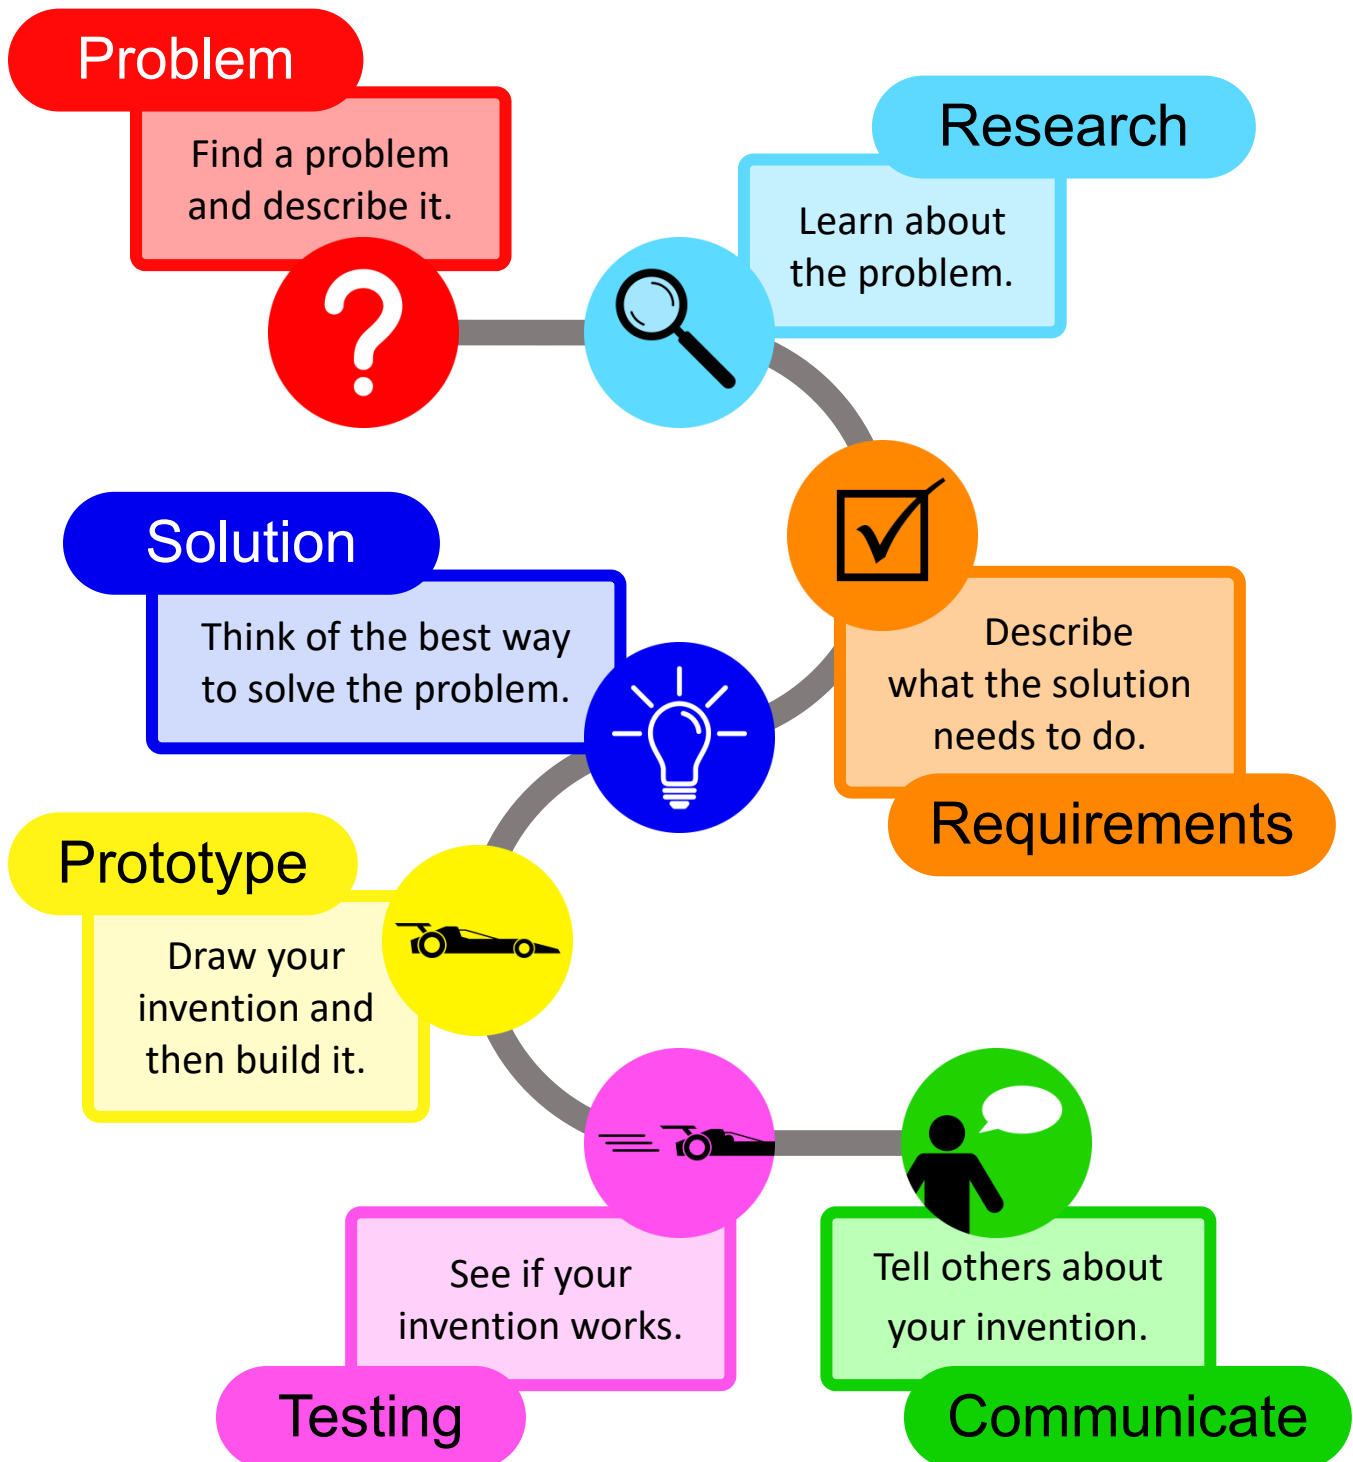 Problem
Find a problem
and describe it.
Research
Learn about
the problem.
Describe
what the solution
needs to do.
Requirements
Solution
Think of the best way
to solve the problem.
Prototype
Draw your
invention and
then build it.
See if your
invention works.
Testing
Tell others about
your invention.
Communicate